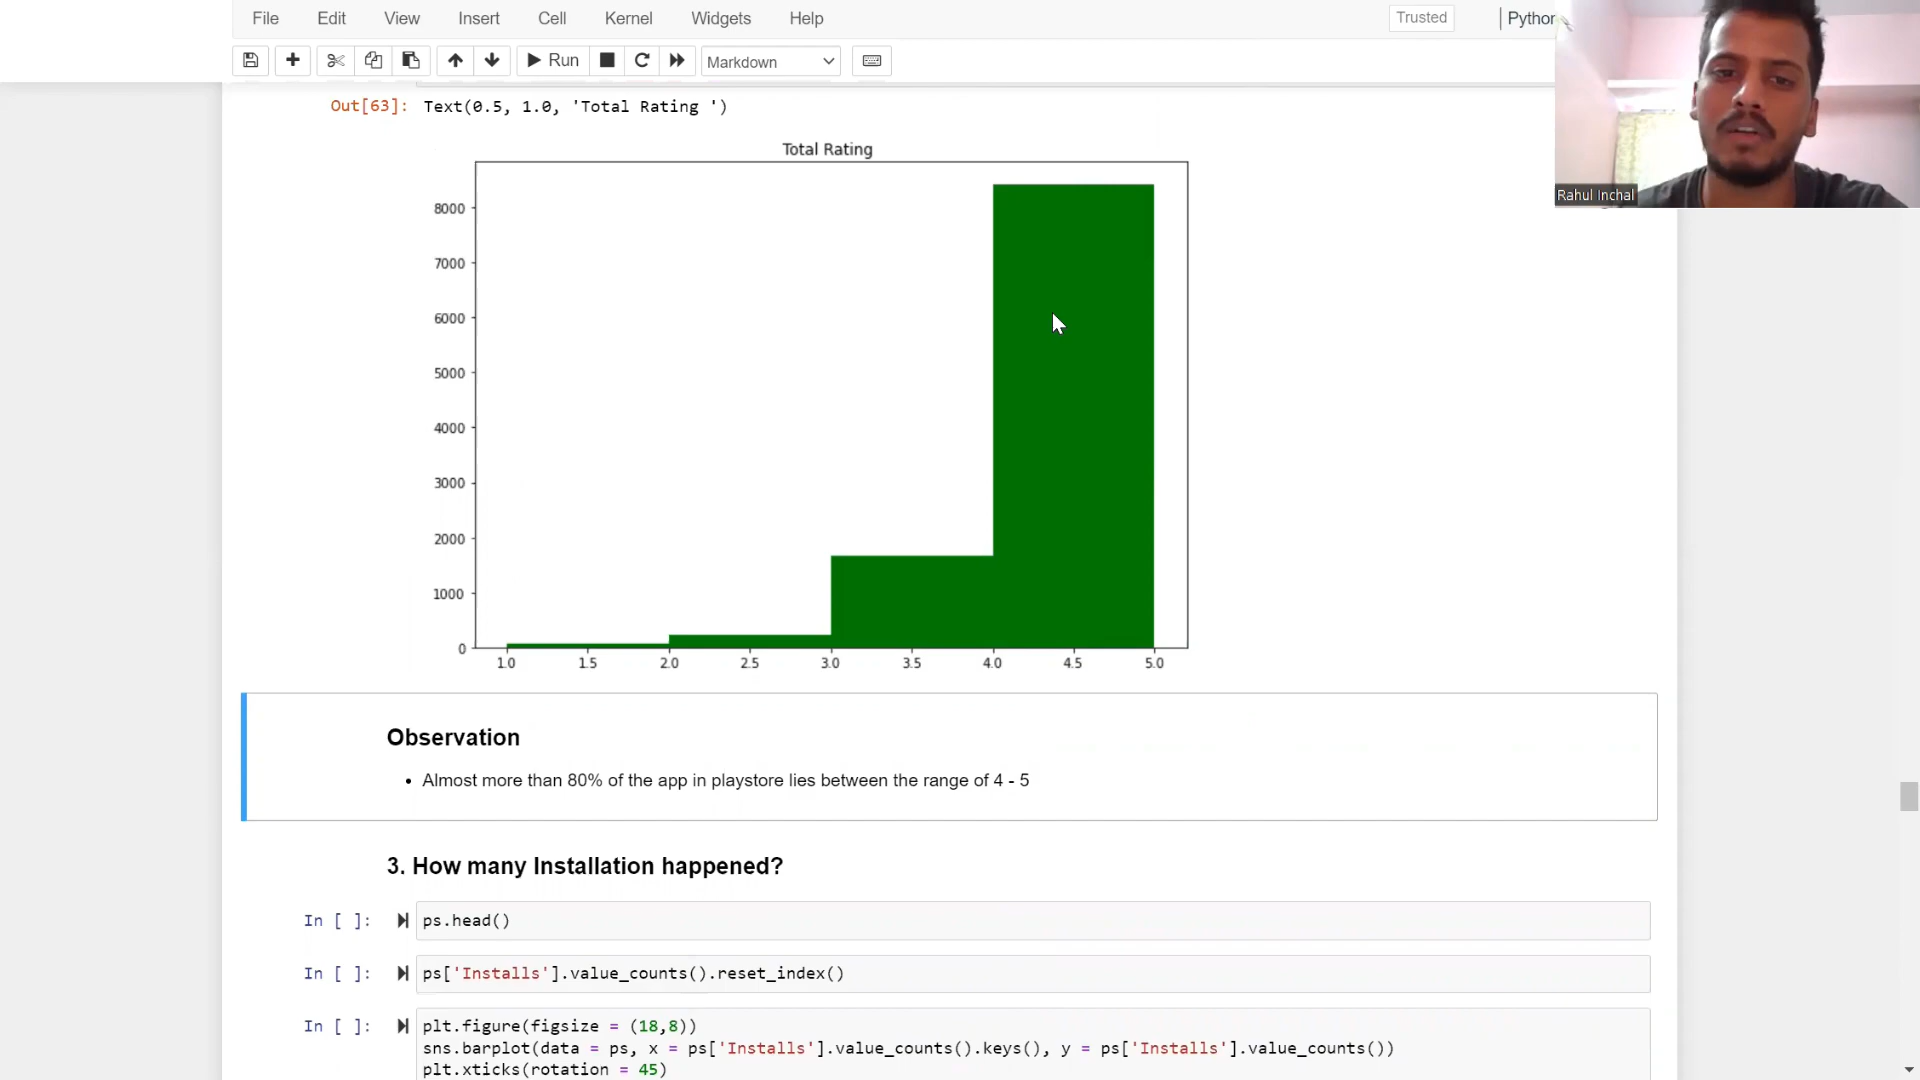 File Edit View Insert Cell Kernel Widgets Help Trusted Python
Run Markdown
Out[63]: Text(0.5, 1.0, 'Total Rating ')
Total Rating
8000
7000
6000
5000
4000
3000
2000
1000
0
1.0 1.5 2.0 2.5 3.0 3.5 4.0 4.5 5.0
Rahul Inchal
Observation
• Almost more than 80% of the app in playstore lies between the range of 4 - 5
3. How many Installation happened?
In [ ]: ps.head()
In [ ]: ps['Installs'].value_counts().reset_index()
In [ ]: plt.figure(figsize = (18,8))
sns.barplot(data = ps, x = ps['Installs'].value_counts().keys(), y = ps['Installs'].value_counts())
plt.xticks(rotation = 45)